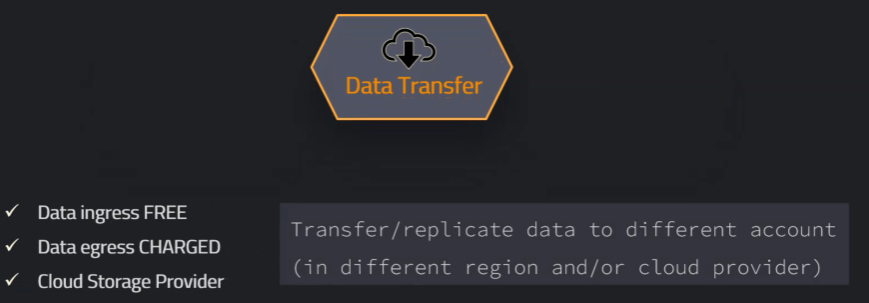 Data Transfer
Data ingress FREE
Data egress CHARGED
Cloud Storage Provider
Transfer/replicate data to different account
(in different region and/or cloud provider)